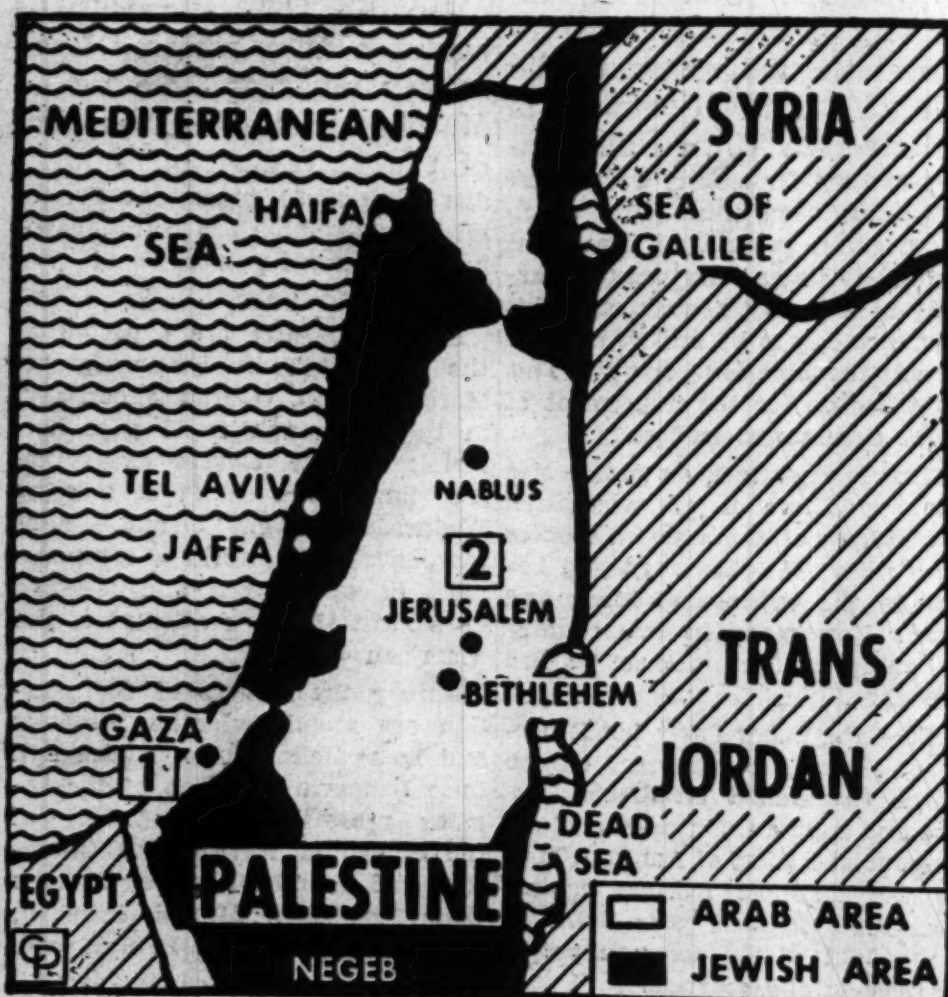 MEDITERRANEAN
SYRIA
HAIFA
SEA OF
SEA
GALILEE
TEL AVIV
NABLUS
JAFFA
2
JERUSALEM
TRANS
BETHLEHEM
GAZA
1
JORDAN
DEAD
SEA
EGYPT
PALESTINE
ARAB AREA
CP
NEGEB
JEWISH AREA